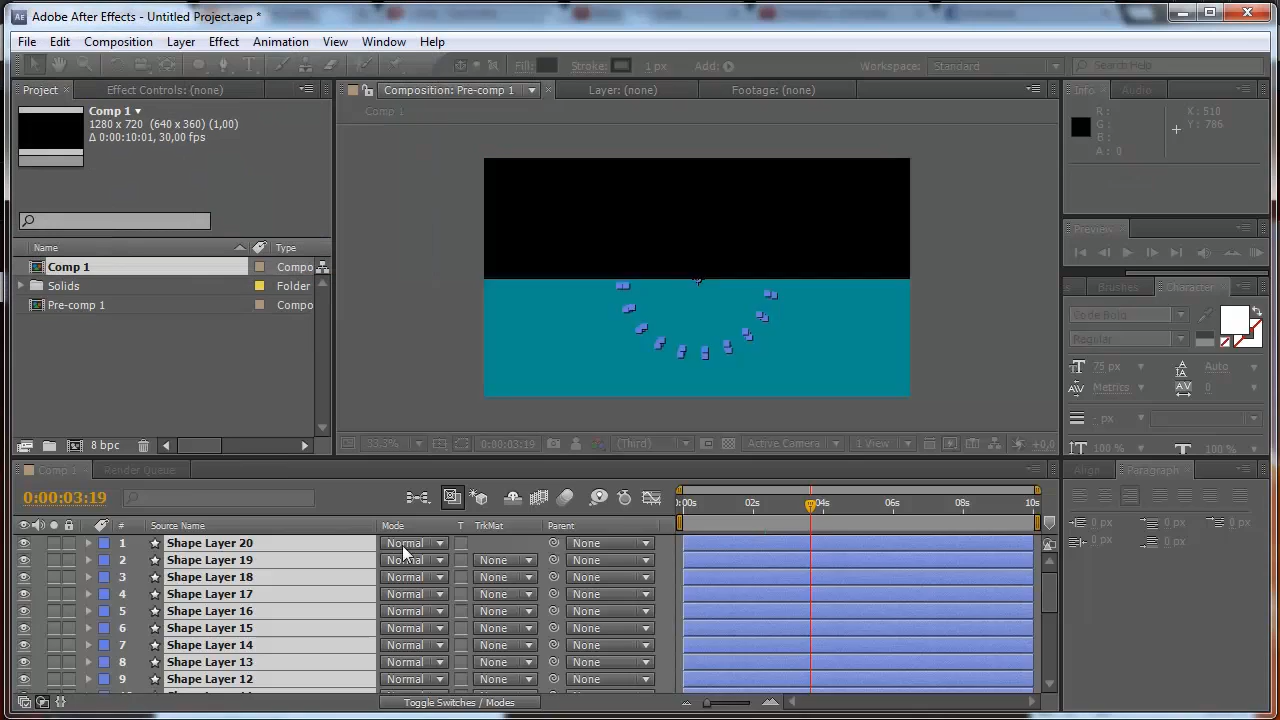 Adobe After Effects - Untitled Project.aep *
File Edit Composition Layer Effect Animation View Window Help
Fill: Stroke: 1 px Add: Workspace: Standard Search Help
Project Effect Controls: (none) Composition: Pre-comp 1 Layer: (none) Footage: (none) Info Audio
Comp 1
1280 x 720 (640 x 360) (1,00)
Δ 0:00:10:01, 30,00 fps
Comp 1
R: G: B: A: 0
X: 510
Y: 786
Preview
Name Type
Comp 1 Compo
Solids Folder
Pre-comp 1 Compo
Brushes Character
Code Bold
Regular
75 px Auto
Metrics 0
- px
100 % 100 %
8 bpc
33,3% 0:00:03:19 (Third) Active Camera 1 View +0,0
Comp 1 Render Queue Align Paragraph
0:00:03:19
:00s 02s 04s 06s 08s 10s
# Source Name Mode T TrkMat Parent
1 Shape Layer 20 Normal None
2 Shape Layer 19 Normal None None
3 Shape Layer 18 Normal None None
4 Shape Layer 17 Normal None None
5 Shape Layer 16 Normal None None
6 Shape Layer 15 Normal None None
7 Shape Layer 14 Normal None None
8 Shape Layer 13 Normal None None
9 Shape Layer 12 Normal None None
0 px 0 px 0 px
0 px 0 px
Toggle Switches / Modes